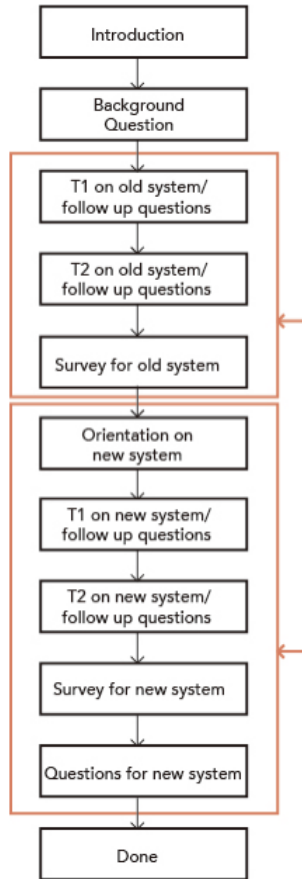 Introduction
Background
Question
T1 on old system/
follow up questions
T2 on old system/
follow up questions
Survey for old system
Orientation on
new system
T1 on new system/
follow up questions
T2 on new system/
follow up questions
Survey for new system
Questions for new system
Done